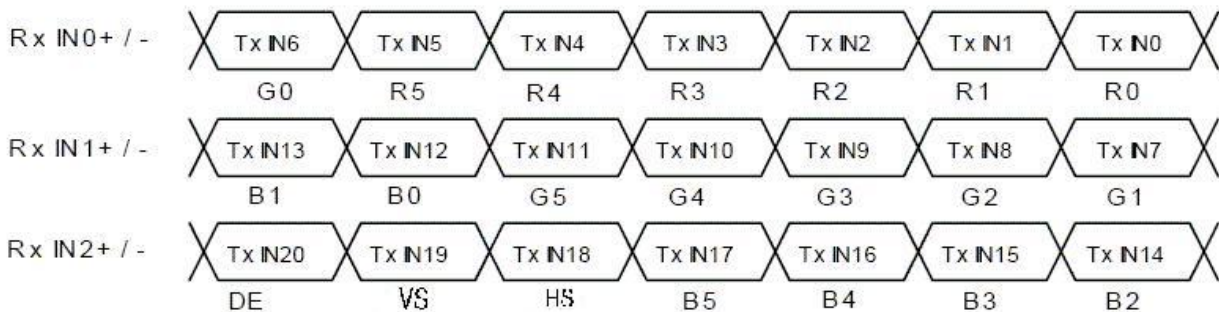 Rx IN0+ / - Tx IN6 Tx IN5 Tx IN4 Tx IN3 Tx IN2 Tx IN1 Tx IN0
G0 R5 R4 R3 R2 R1 R0
Rx IN1+ / - Tx IN13 Tx IN12 Tx IN11 Tx IN10 Tx IN9 Tx IN8 Tx IN7
B1 B0 G5 G4 G3 G2 G1
Rx IN2+ / - Tx IN20 Tx IN19 Tx IN18 Tx IN17 Tx IN16 Tx IN15 Tx IN14
DE VS HS B5 B4 B3 B2